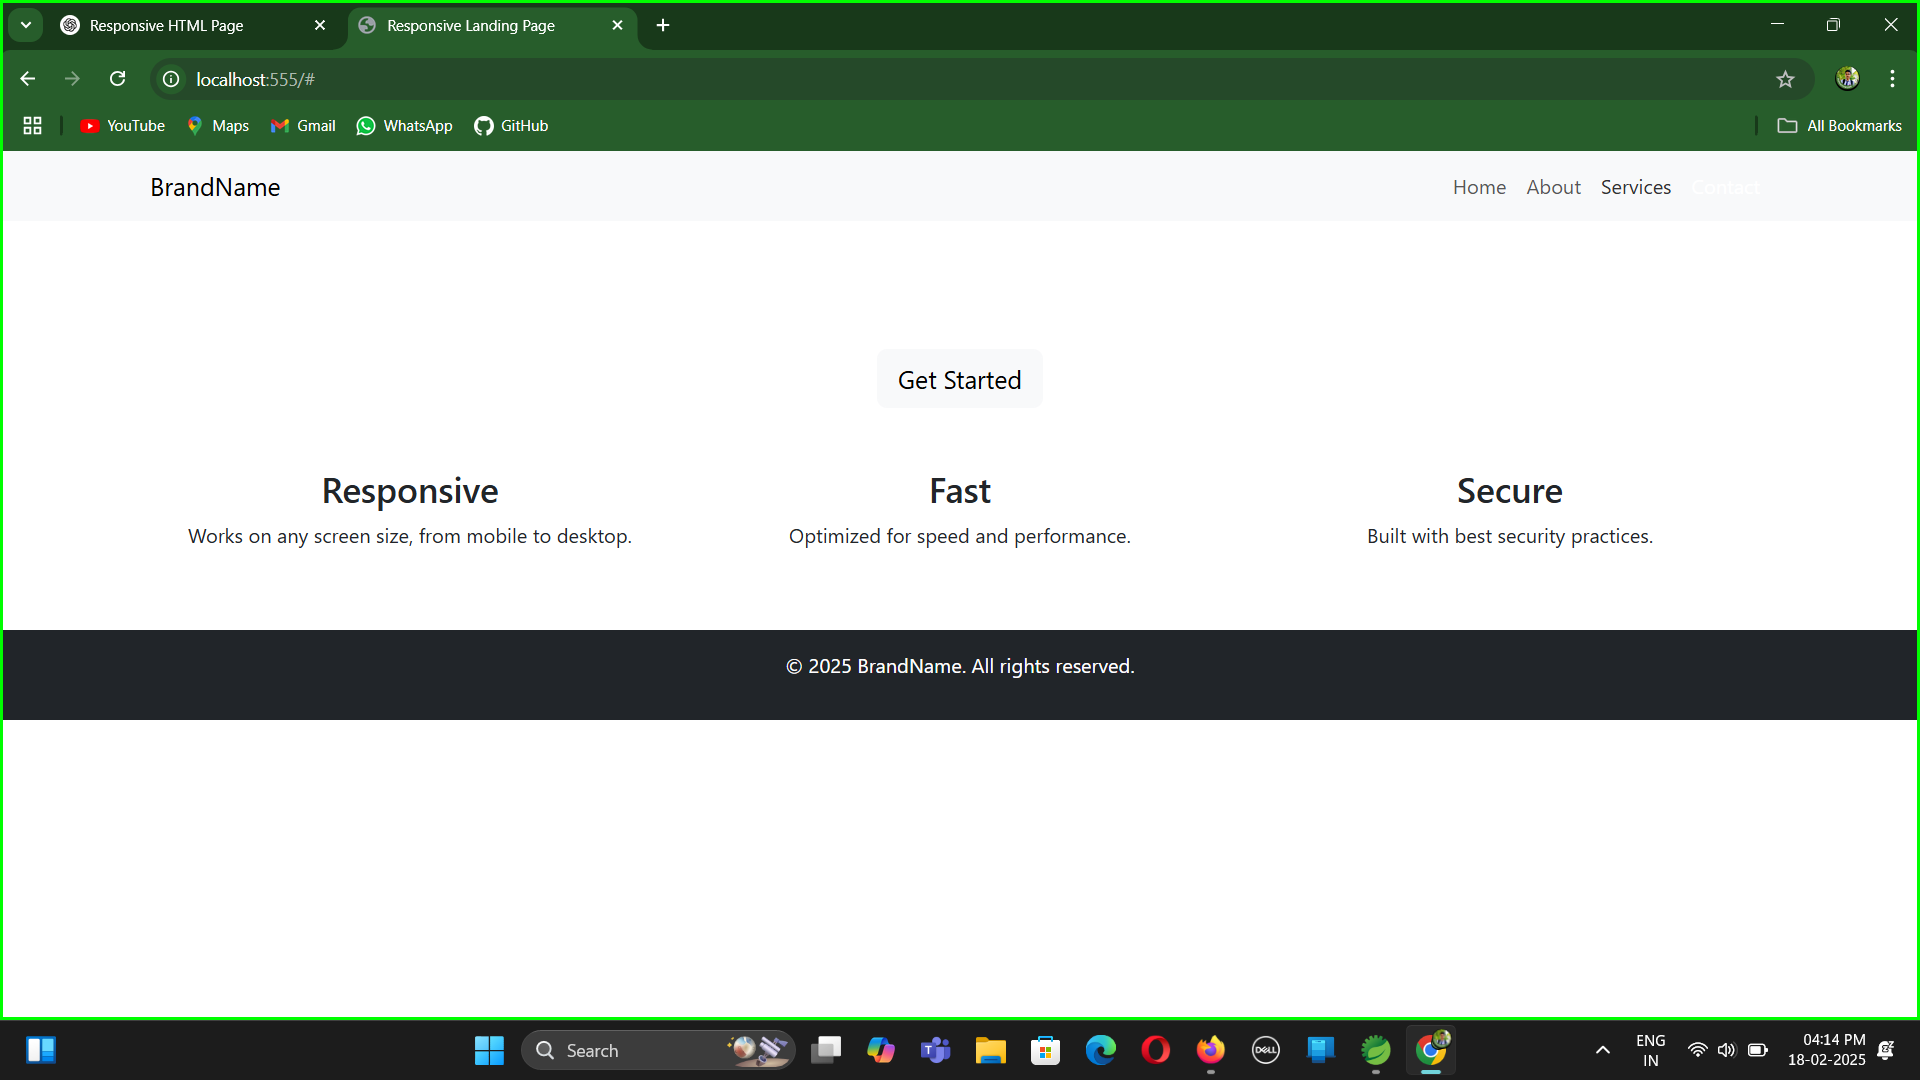 Responsive HTML Page
Responsive Landing Page
localhost:555/#
YouTube
Maps
Gmail
WhatsApp
GitHub
All Bookmarks
BrandName
Home
About
Services
Contact
Get Started
Responsive
Fast
Secure
Works on any screen size, from mobile to desktop.
Optimized for speed and performance.
Built with best security practices.
© 2025 BrandName. All rights reserved.
Search
DELL
ENG
IN
04:14 PM
18-02-2025